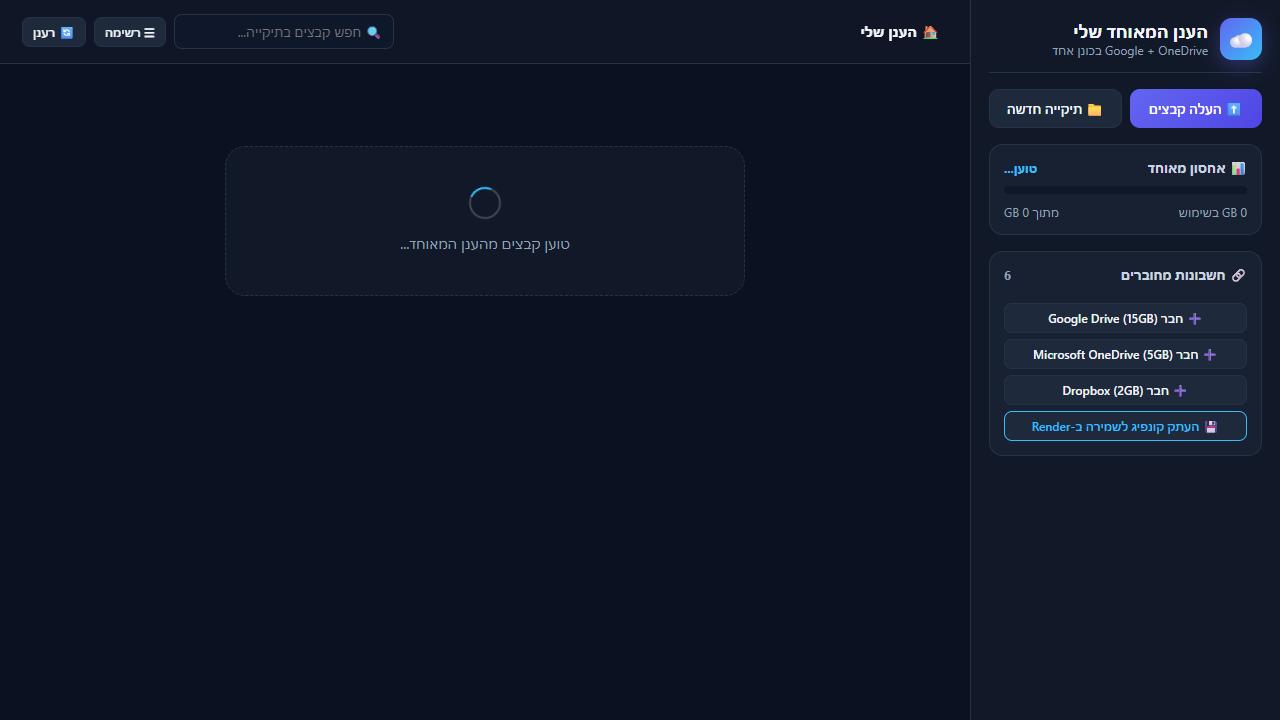 הענן המאוחד שלי
Google + OneDrive בכונן אחד
⬆️ העלה קבצים
📁 תיקייה חדשה
📊 אחסון מאוחד
טוען...
0 GB בשימוש
מתוך 0 GB
🔗 חשבונות מחוברים
6
➕ חבר Google Drive (15GB)
➕ חבר Microsoft OneDrive (5GB)
➕ חבר Dropbox (2GB)
💾 העתק קונפיג לשמירה ב-Render
🏠 הענן שלי
🔍 חפש קבצים בתיקייה...
☰ רשימה
🔄 רענן
טוען קבצים מהענן המאוחד...